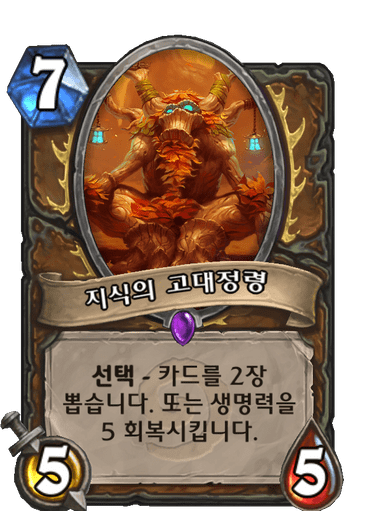 7
지식의 고대정령
선택 - 카드를 2장
뽑습니다. 또는 생명력을
5 회복시킵니다.
5
5